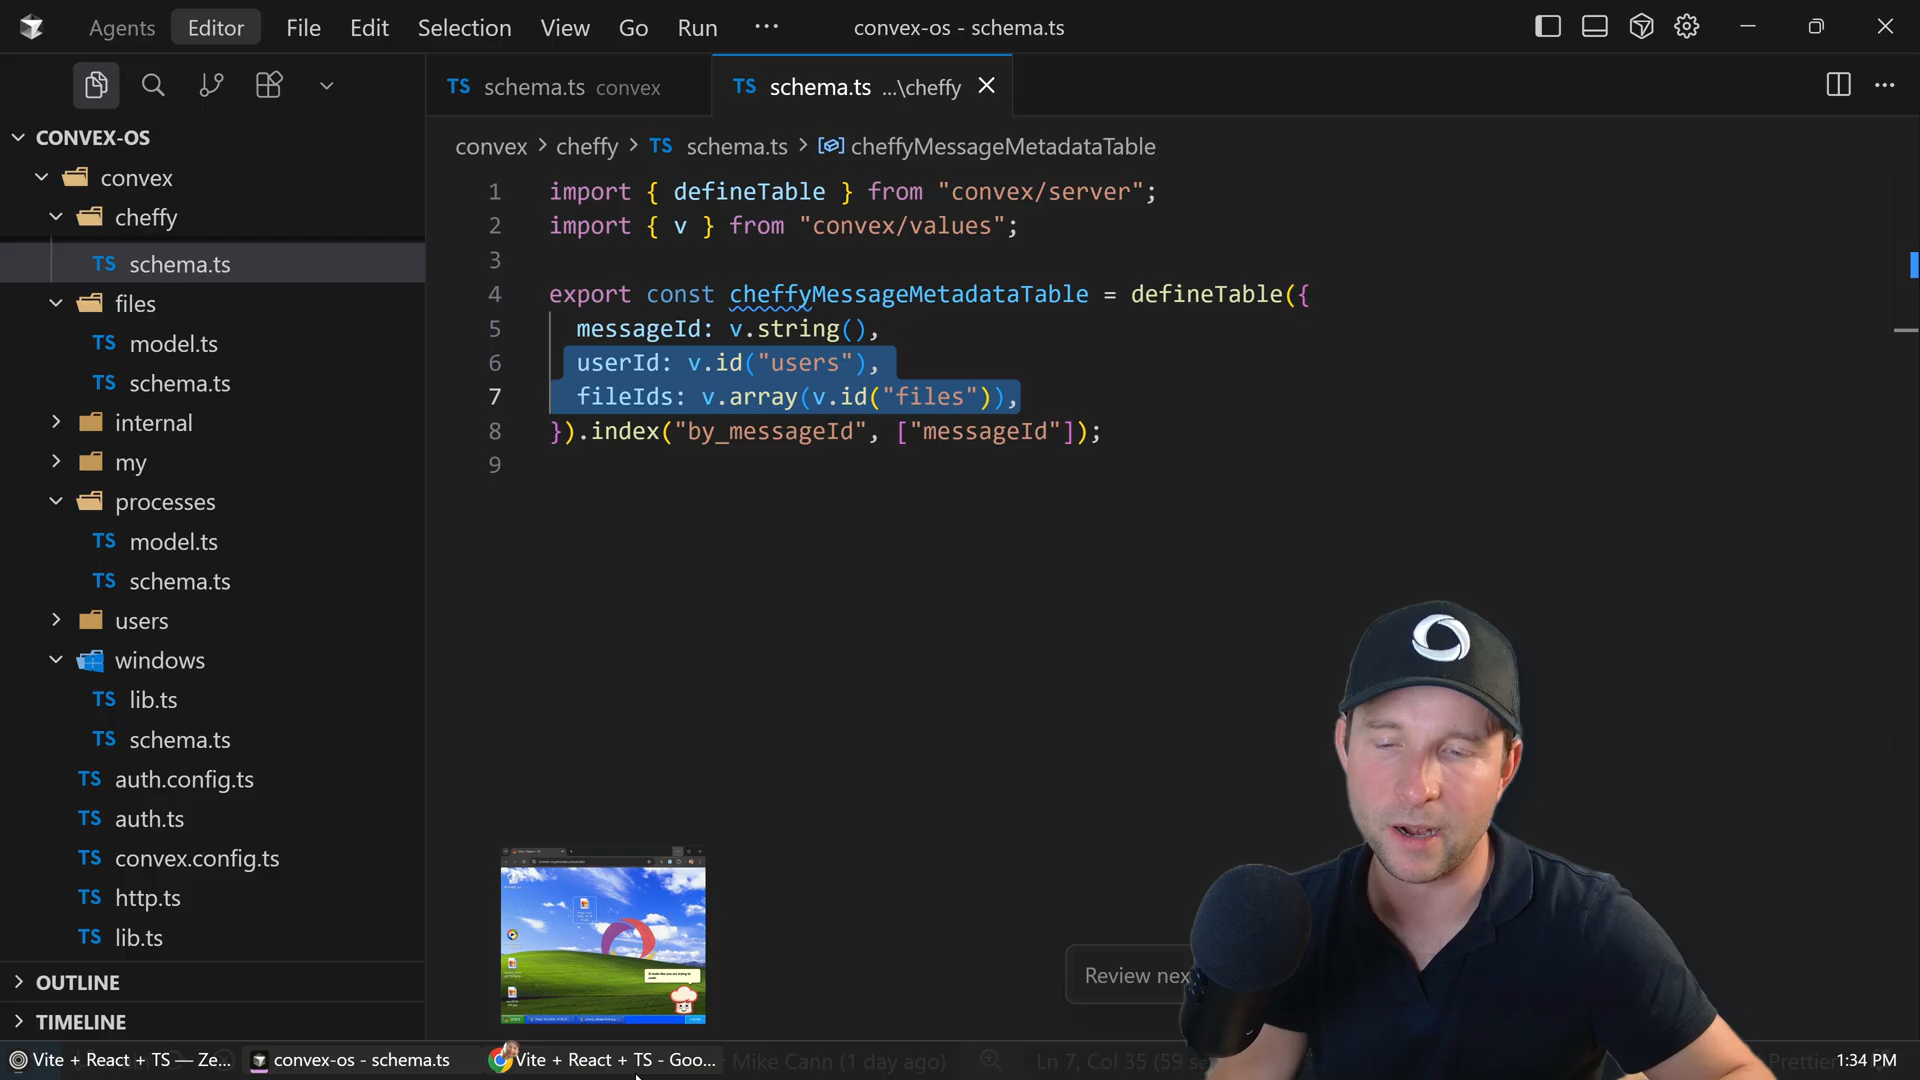 Agents Editor File Edit Selection View Go Run ··· convex-os - schema.ts
TS schema.ts convex TS schema.ts ...\cheffy
CONVEX-OS
convex
cheffy
TS schema.ts
files
TS model.ts
TS schema.ts
internal
my
processes
TS model.ts
TS schema.ts
users
windows
TS lib.ts
TS schema.ts
TS auth.config.ts
TS auth.ts
TS convex.config.ts
TS http.ts
TS lib.ts
OUTLINE
TIMELINE
convex > cheffy > TS schema.ts > cheffyMessageMetadataTable
1 import { defineTable } from "convex/server";
2 import { v } from "convex/values";
3
4 export const cheffyMessageMetadataTable = defineTable({
5 messageId: v.string(),
6 userId: v.id("users"),
7 fileIds: v.array(v.id("files")),
8 }).index("by_messageId", ["messageId"]);
9
Review nex
Vite + React + TS — Ze... convex-os - schema.ts Vite + React + TS - Goo... Mike Cann (1 day ago) Ln 7, Col 35 (59 se Prettier 1:34 PM